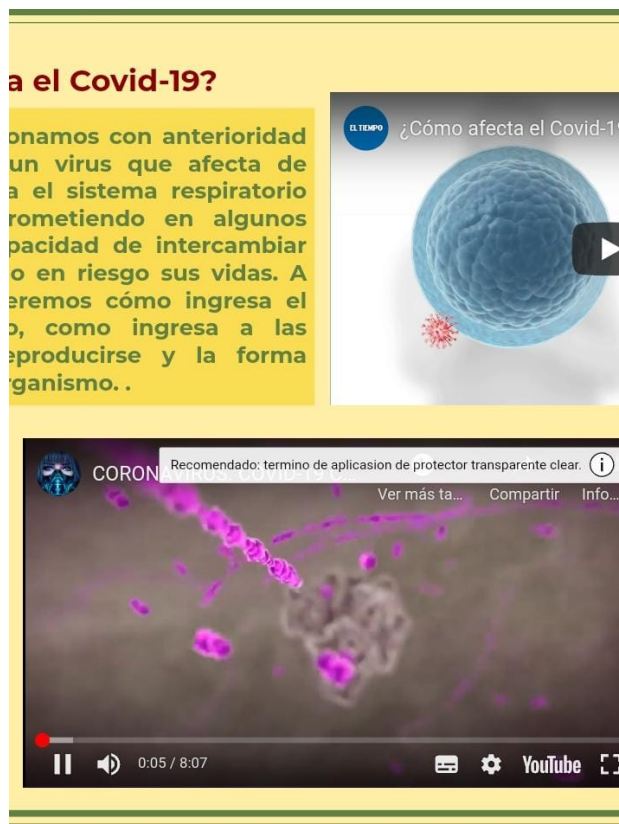 a el Covid-19?
onamos con anterioridad
un virus que afecta de
a el sistema respiratorio
rometiendo en algunos
pacidad de intercambiar
o en riesgo sus vidas. A
eremos cómo ingresa el
o, como ingresa a las
eproducirse y la forma
rganismo. .
EL TIEMPO
¿Cómo afecta el Covid-19
CORONAVIRUS: COVID-19 C...
Recomendado: termino de aplicasion de protector transparente clear.
Ver más ta... Compartir Info...
0:05 / 8:07
YouTube